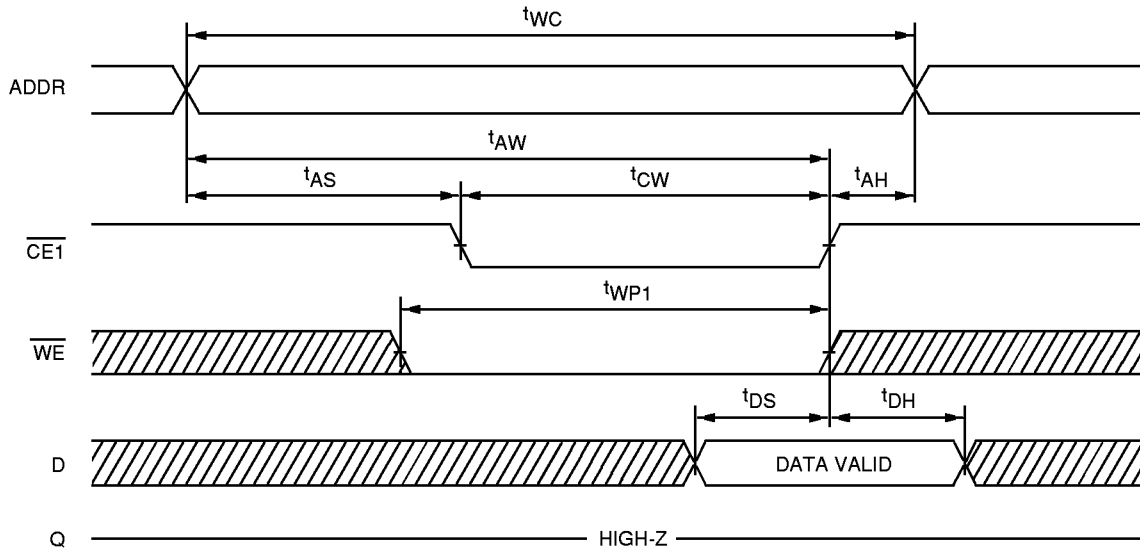 tWC
ADDR
tAW
tAS tCW tAH
CE1
tWP1
WE
tDS tDH
D DATA VALID
Q HIGH-Z